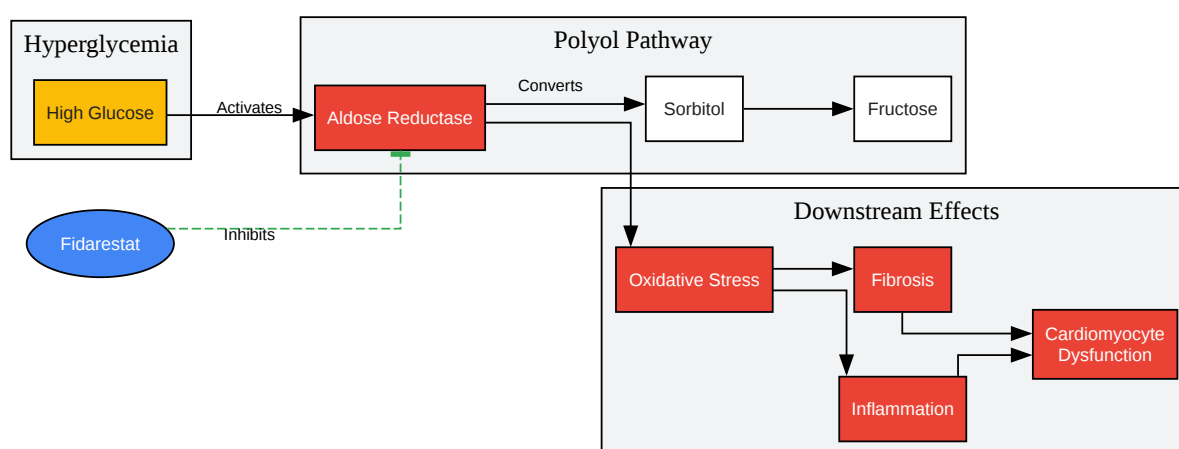 Hyperglycemia
High Glucose
Activates
Polyol Pathway
Aldose Reductase
Converts
Sorbitol
Fructose
Fidarestat
Inhibits
Downstream Effects
Oxidative Stress
Fibrosis
Inflammation
Cardiomyocyte
Dysfunction